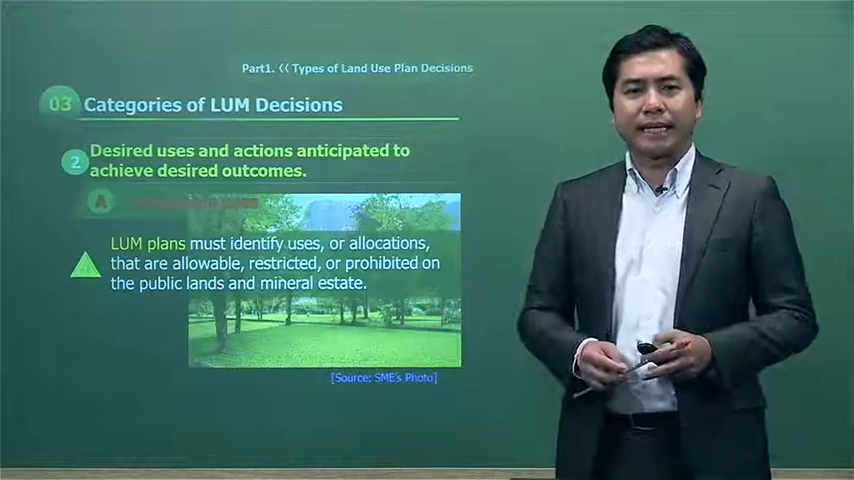 Part1. << Types of Land Use Plan Decisions
03 Categories of LUM Decisions
2 Desired uses and actions anticipated to
achieve desired outcomes.
A
LUM plans must identify uses, or allocations,
that are allowable, restricted, or prohibited on
the public lands and mineral estate.
[Source: SME's Photo]